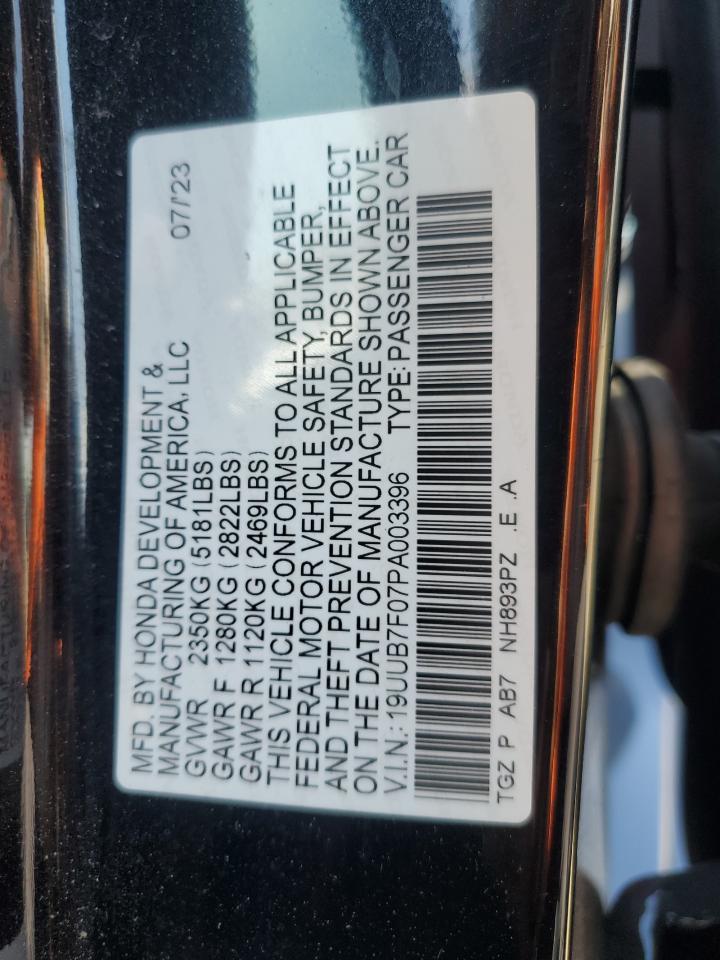 MFD. BY HONDA DEVELOPMENT &
MANUFACTURING OF AMERICA, LLC 07/'23
GVWR 2350KG (5181LBS)
GAWR F 1280KG (2822LBS)
GAWR R 1120KG (2469LBS)
THIS VEHICLE CONFORMS TO ALL APPLICABLE
FEDERAL MOTOR VEHICLE SAFETY, BUMPER,
AND THEFT PREVENTION STANDARDS IN EFFECT
ON THE DATE OF MANUFACTURE SHOWN ABOVE.
V.I.N.: 19UUB7F07PA003396 TYPE: PASSENGER CAR
TGZ P AB7 NH893PZ .E .A